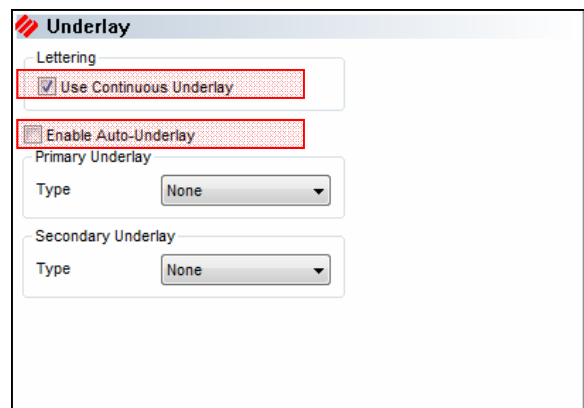 Underlay
Lettering
Use Continuous Underlay
Enable Auto-Underlay
Primary Underlay
Type None
Secondary Underlay
Type None